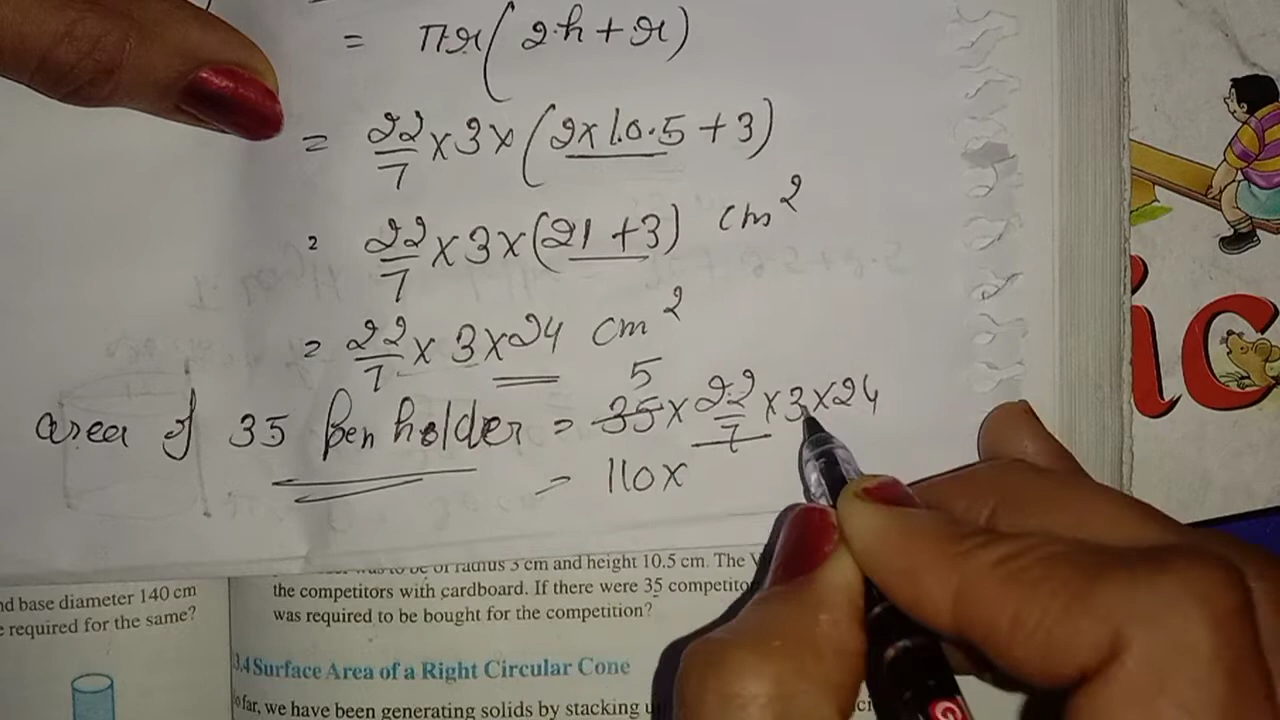 = πr(2h+r)
= 22/7 × 3 × (2×10.5+3)
= 22/7 × 3 × (21+3) cm²
= 22/7 × 3 × 24 cm²
5
area of 35 Penholder = 35 × 22/7 × 3 × 24
= 110 ×
ic
was to be of radius 3 cm and height 10.5 cm. The
the competitors with cardboard. If there were 35
was required to be bought for the competition?
base diameter 140 cm
required for the same?
3.4 Surface Area of a Right Circular Cone
far, we have been generating solids by stacking